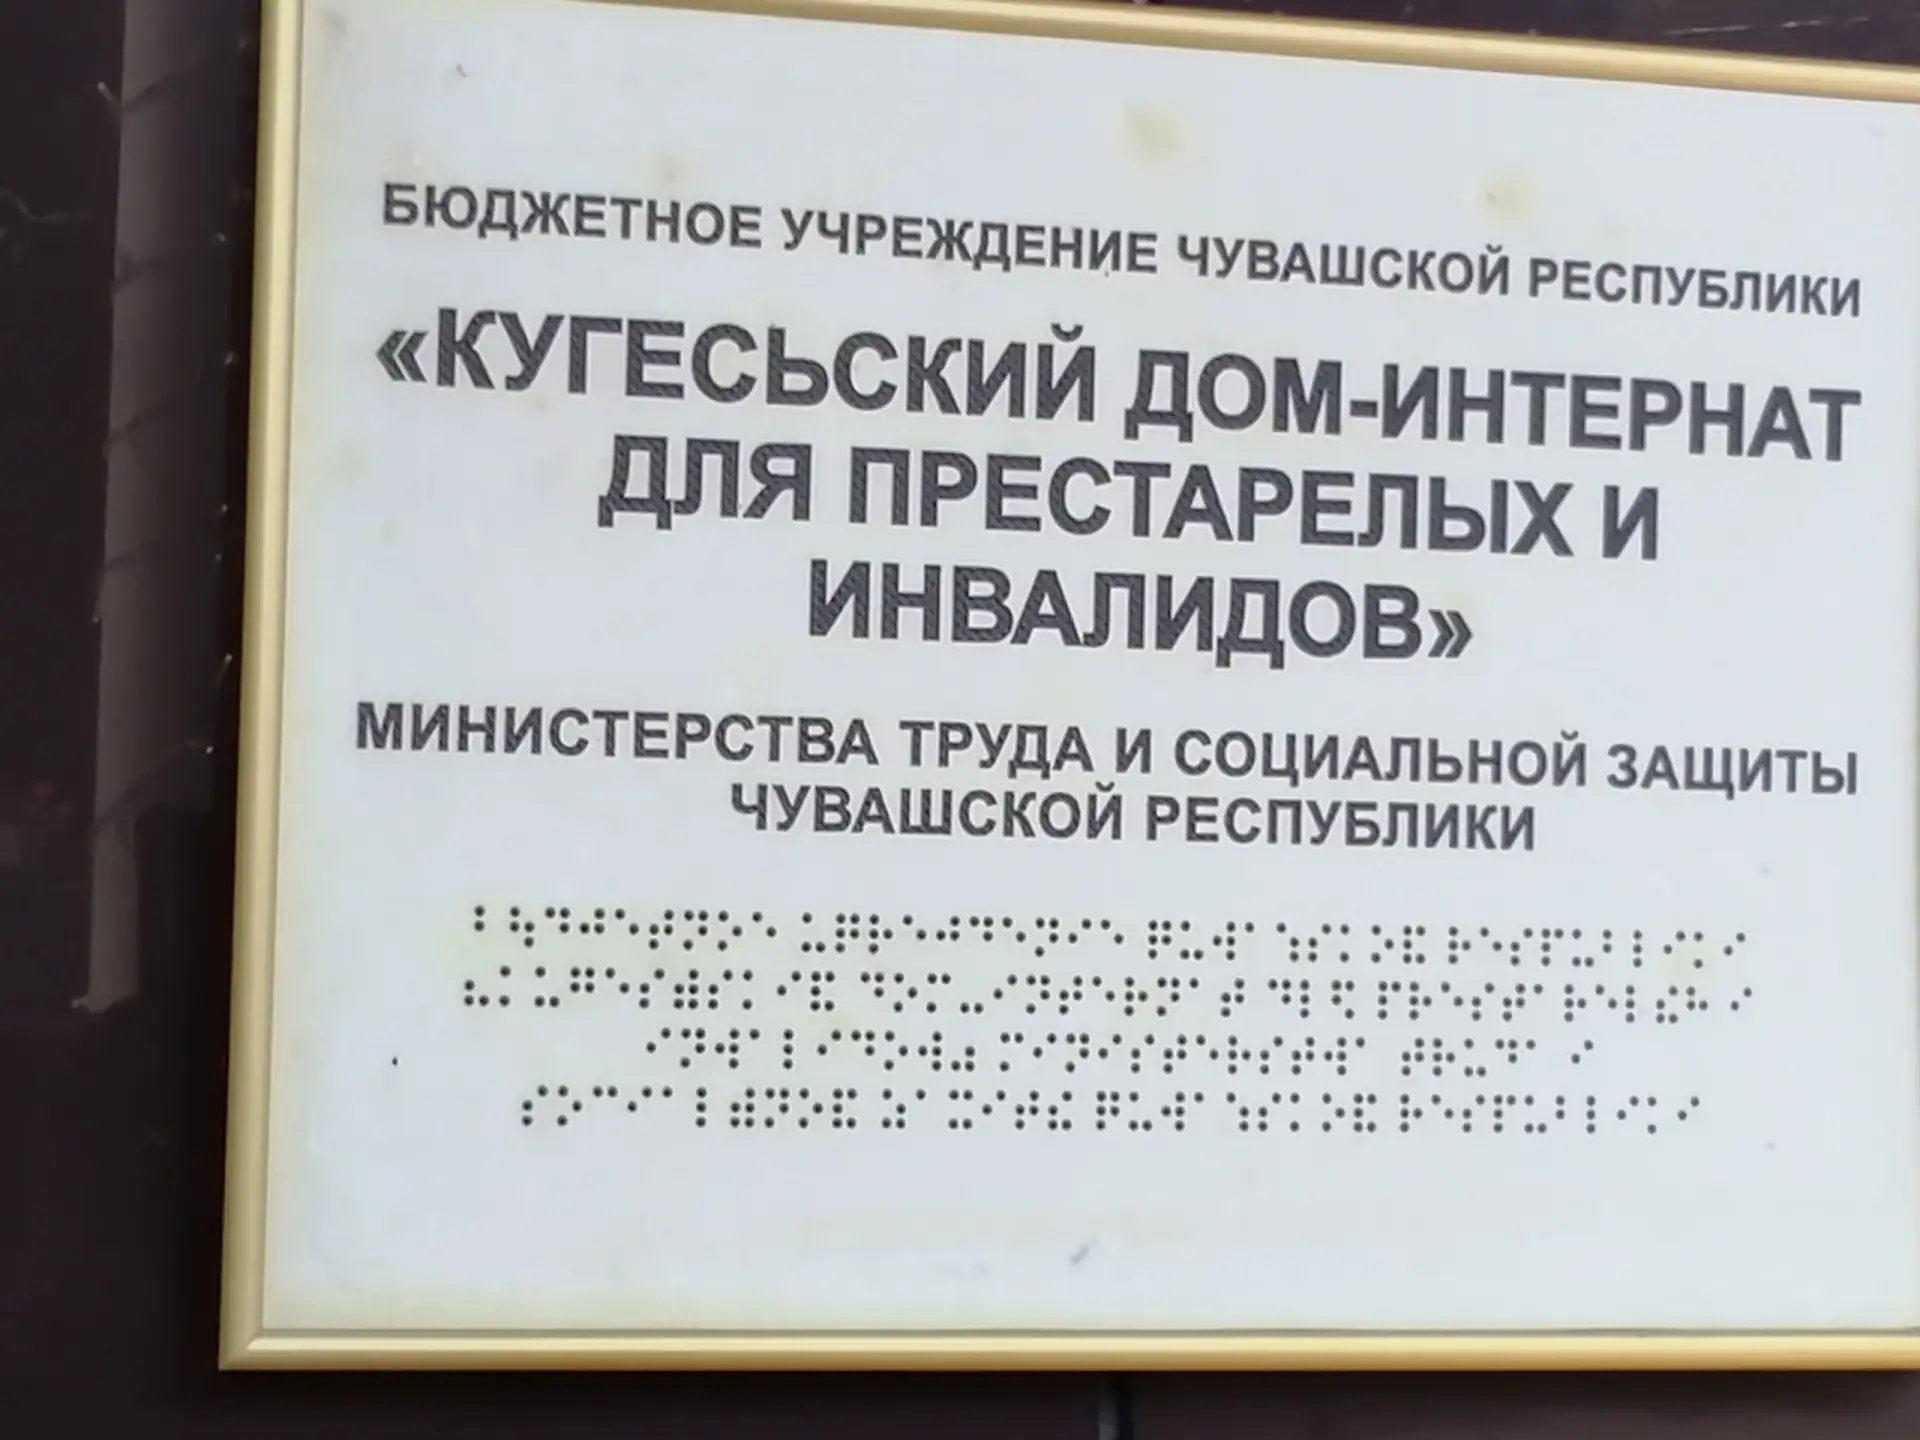 БЮДЖЕТНОЕ УЧРЕЖДЕНИЕ ЧУВАШСКОЙ РЕСПУБЛИКИ
«КУГЕСЬСКИЙ ДОМ-ИНТЕРНАТ
ДЛЯ ПРЕСТАРЕЛЫХ И
ИНВАЛИДОВ»
МИНИСТЕРСТВА ТРУДА И СОЦИАЛЬНОЙ ЗАЩИТЫ
ЧУВАШСКОЙ РЕСПУБЛИКИ